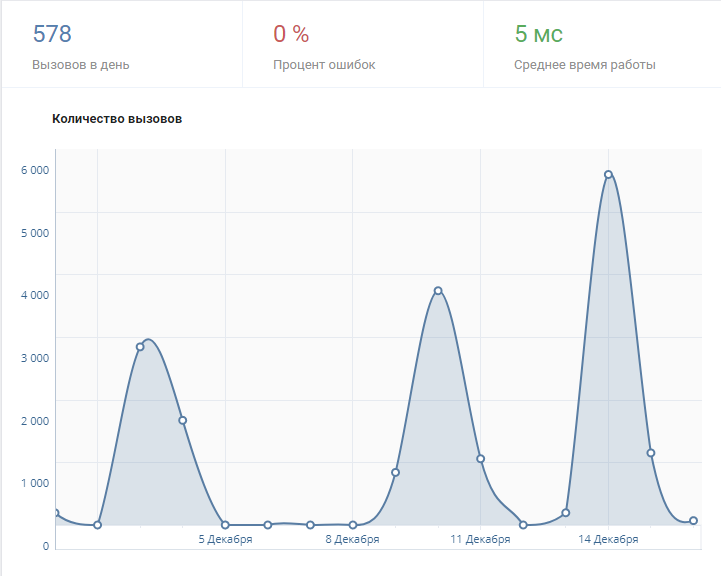 578
0 %
5 мс
Вызовов в день
Процент ошибок
Среднее время работы
Количество вызовов
6 000
5 000
4 000
3 000
2 000
1 000
0
5 Декабря
8 Декабря
11 Декабря
14 Декабря